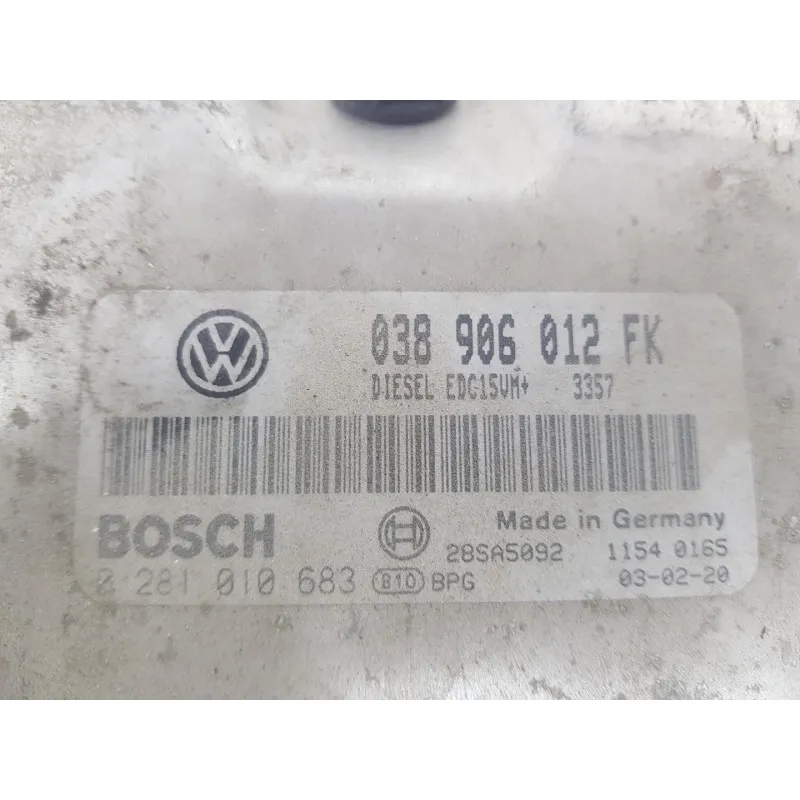 038 906 012 FK
DIESEL EDC15VM+ 3357
BOSCH
Made in Germany
28SA5092 1154 0165
0 281 010 683 B10 BPG 03-02-20